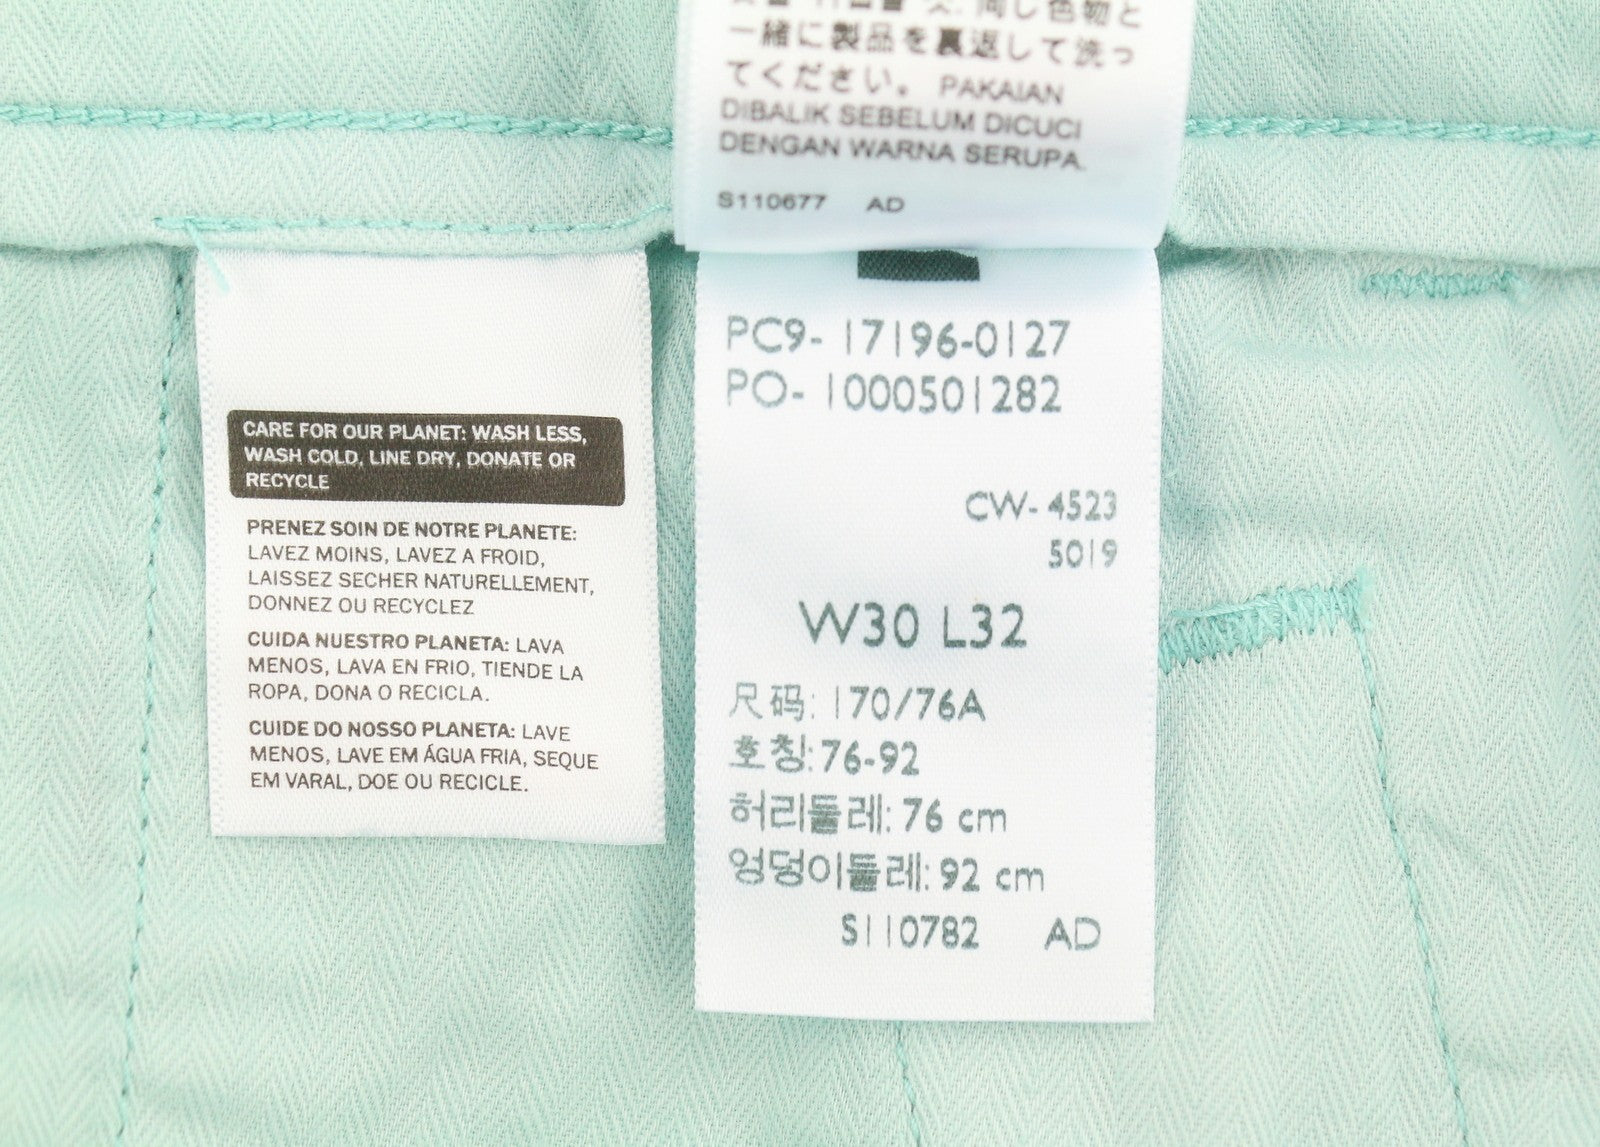 同じ色物と
一緒に製品を裏返して洗っ
てください。 PAKAIAN
DIBALIK SEBELUM DICUCI
DENGAN WARNA SERUPA.
S110677 AD
CARE FOR OUR PLANET: WASH LESS,
WASH COLD, LINE DRY, DONATE OR
RECYCLE
PRENEZ SOIN DE NOTRE PLANETE:
LAVEZ MOINS, LAVEZ A FROID,
LAISSEZ SECHER NATURELLEMENT,
DONNEZ OU RECYCLEZ
CUIDA NUESTRO PLANETA: LAVA
MENOS, LAVA EN FRIO, TIENDE LA
ROPA, DONA O RECICLA.
CUIDE DO NOSSO PLANETA: LAVE
MENOS, LAVE EM ÁGUA FRIA, SEQUE
EM VARAL, DOE OU RECICLE.
PC9- 17196-0127
PO- 1000501282
CW- 4523
5019
W30 L32
尺码: 170/76A
호칭: 76-92
허리둘레: 76 cm
엉덩이둘레: 92 cm
S110782 AD